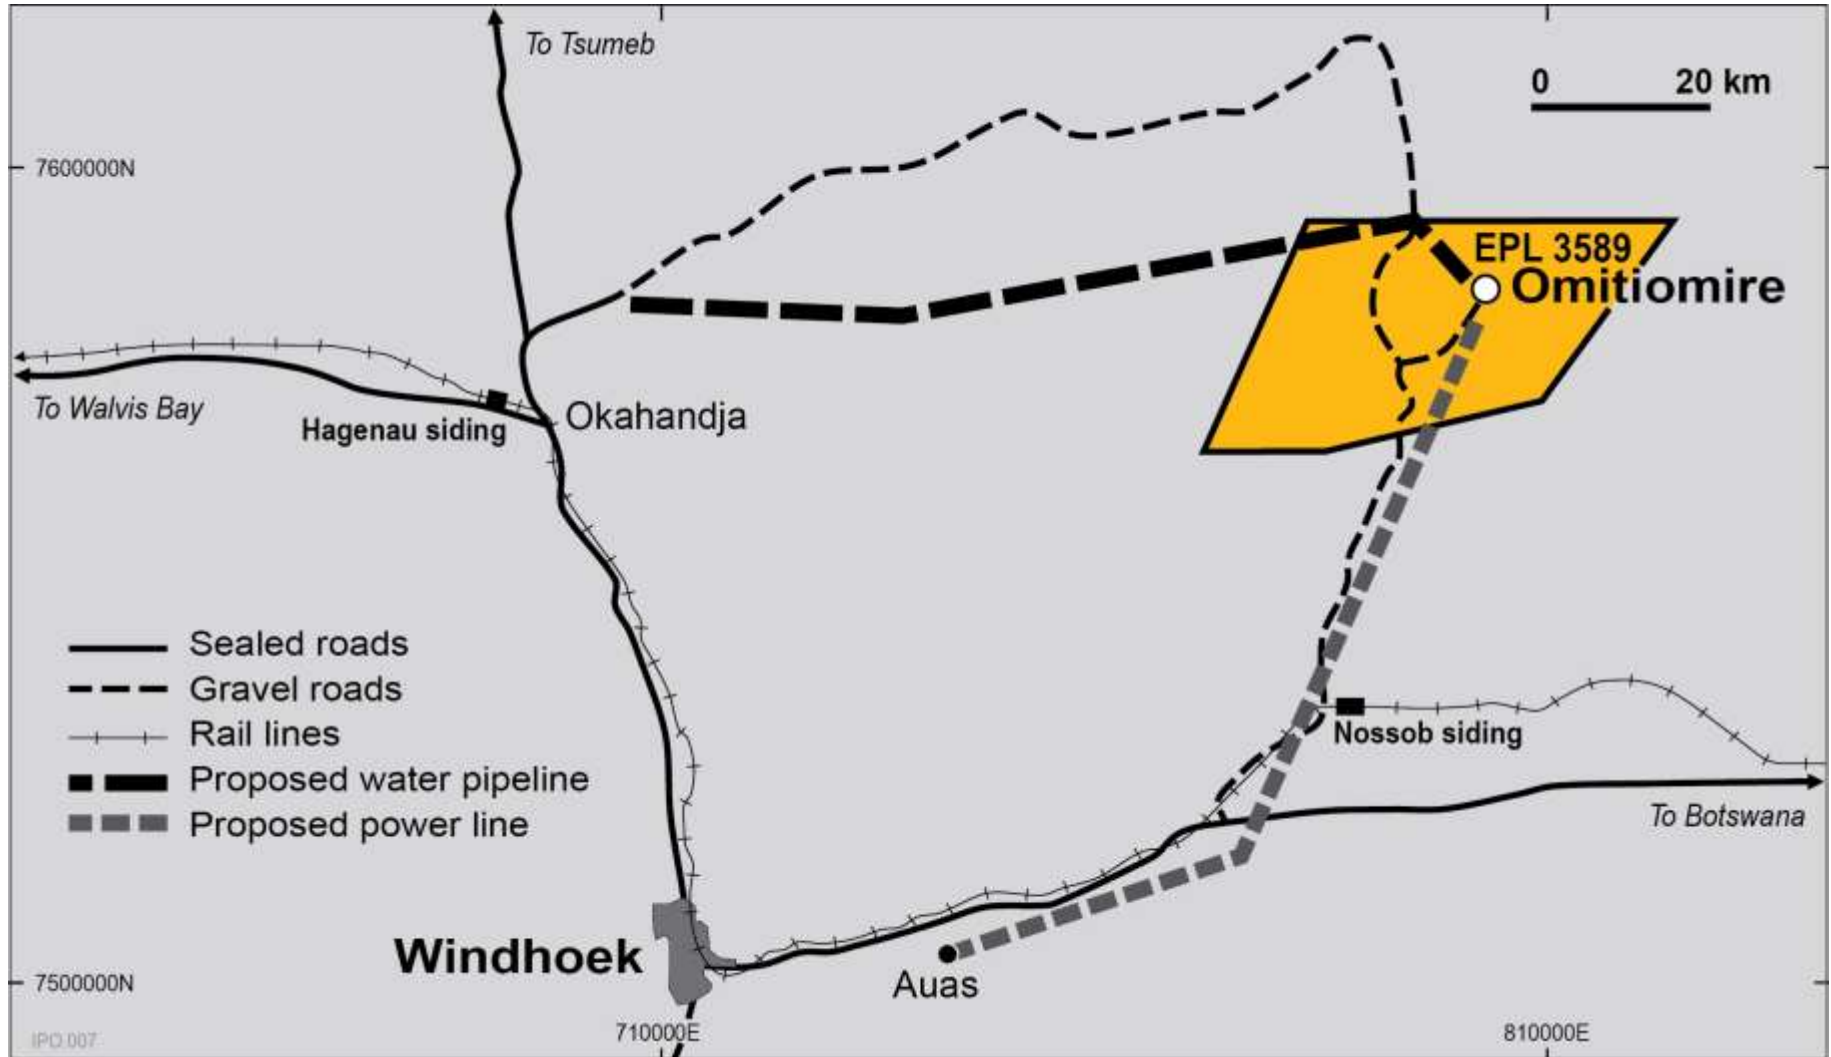 To Tsumeb
0 20 km
7600000N
EPL 3589
Omitiomire
To Walvis Bay
Hagenau siding
Okahandja
Sealed roads
Gravel roads
Rail lines
Proposed water pipeline
Proposed power line
Nossob siding
To Botswana
Windhoek
Auas
7500000N
710000E
810000E
IPO.007